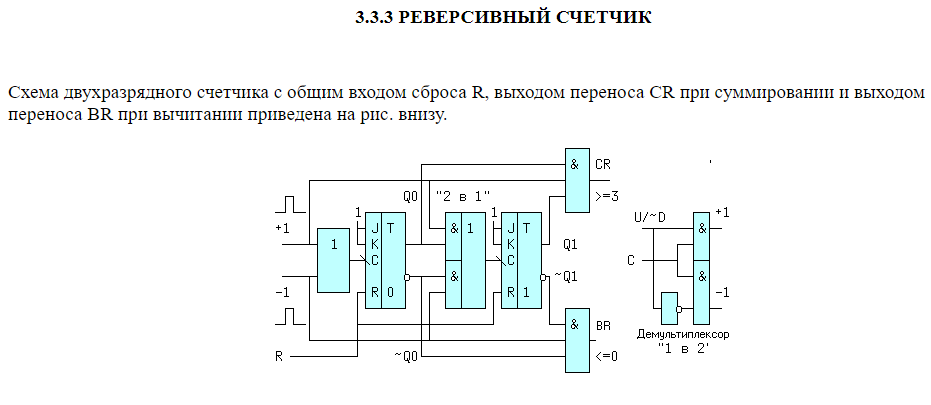 3.3.3 РЕВЕРСИВНЫЙ СЧЕТЧИК
Схема двухразрядного счетчика с общим входом сброса R, выходом переноса CR при суммировании и выходом
переноса BR при вычитании приведена на рис. внизу.
& CR
>=3
Q0 "2 в 1"
+1
1
1 J T
K
C
R 0
& 1
&
1 J T
K
C
R 1
Q1
~Q1
-1
R
~Q0
& BR
<=0
U/~D
C
& +1
& -1
Демультиплексор
"1 в 2'